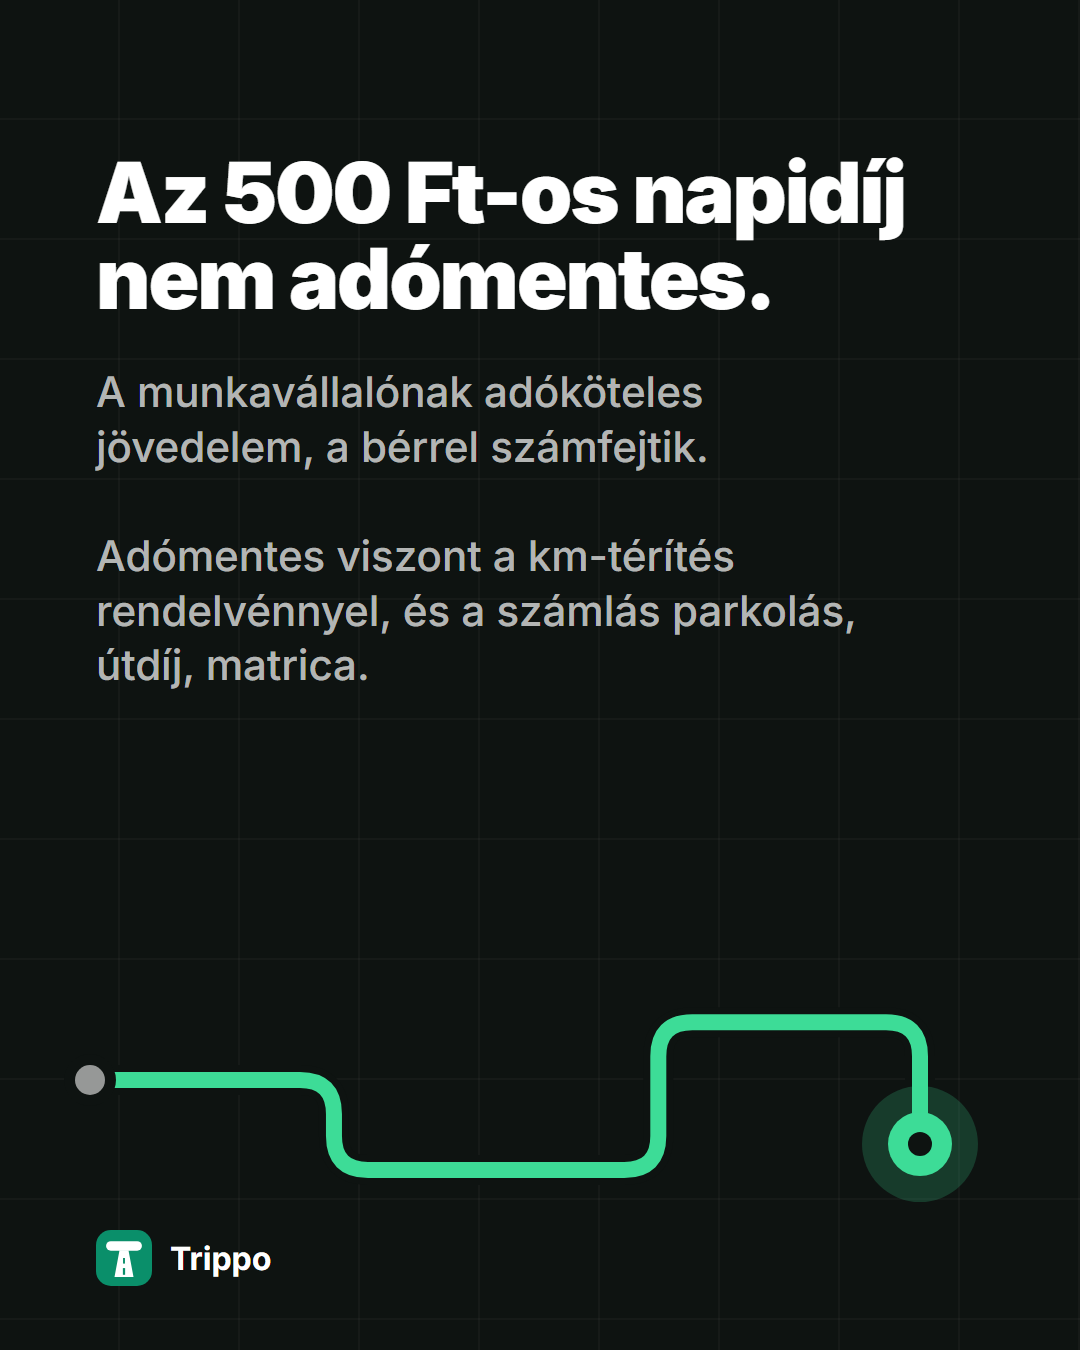 Az 500 Ft-os napidíj
nem adómentes.
A munkavállalónak adóköteles
jövedelem, a bérrel számfejtik.
Adómentes viszont a km-térítés
rendelvénnyel, és a számlás parkolás,
útdíj, matrica.
Trippo